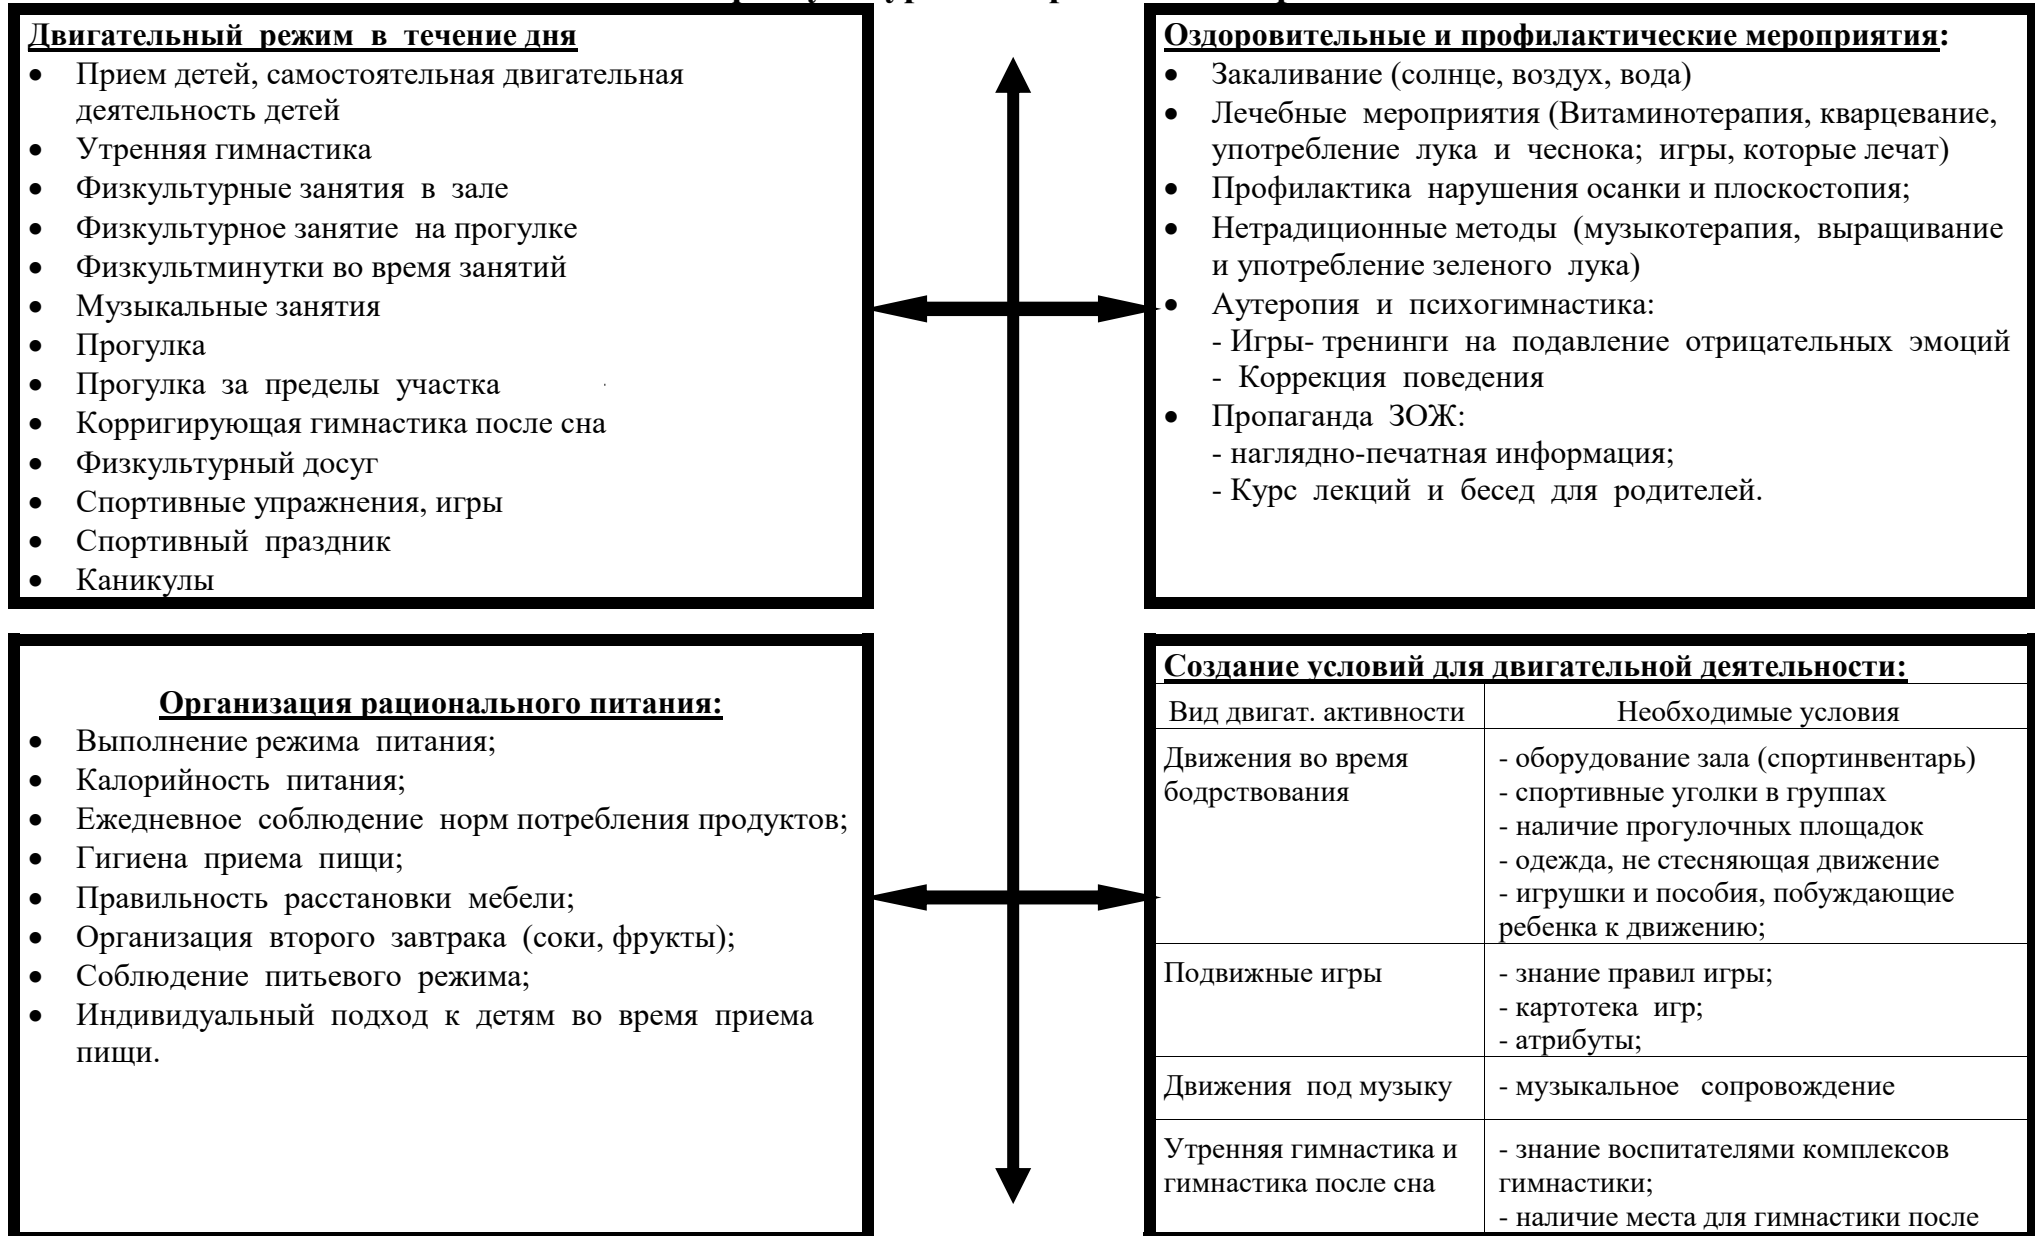 Двигательный режим в течение дня
• Прием детей, самостоятельная двигательная
деятельность детей
• Утренняя гимнастика
• Физкультурные занятия в зале
• Физкультурное занятие на прогулке
• Физкультминутки во время занятий
• Музыкальные занятия
• Прогулка
• Прогулка за пределы участка
• Корригирующая гимнастика после сна
• Физкультурный досуг
• Спортивные упражнения, игры
• Спортивный праздник
• Каникулы
Оздоровительные и профилактические мероприятия:
• Закаливание (солнце, воздух, вода)
• Лечебные мероприятия (Витаминотерапия, кварцевание,
употребление лука и чеснока; игры, которые лечат)
• Профилактика нарушения осанки и плоскостопия;
• Нетрадиционные методы (музыкотерапия, выращивание
и употребление зеленого лука)
• Аутеропия и психогимнастика:
- Игры- тренинги на подавление отрицательных эмоций
- Коррекция поведения
• Пропаганда ЗОЖ:
- наглядно-печатная информация;
- Курс лекций и бесед для родителей.
Организация рационального питания:
• Выполнение режима питания;
• Калорийность питания;
• Ежедневное соблюдение норм потребления продуктов;
• Гигиена приема пищи;
• Правильность расстановки мебели;
• Организация второго завтрака (соки, фрукты);
• Соблюдение питьевого режима;
• Индивидуальный подход к детям во время приема
пищи.
Создание условий для двигательной деятельности:
Вид двигат. активности
Необходимые условия
Движения во время
бодрствования
- оборудование зала (спортинвентарь)
- спортивные уголки в группах
- наличие прогулочных площадок
- одежда, не стесняющая движение
- игрушки и пособия, побуждающие
ребенка к движению;
Подвижные игры
- знание правил игры;
- картотека игр;
- атрибуты;
Движения под музыку
- музыкальное сопровождение
Утренняя гимнастика и
гимнастика после сна
- знание воспитателями комплексов
гимнастики;
- наличие места для гимнастики после